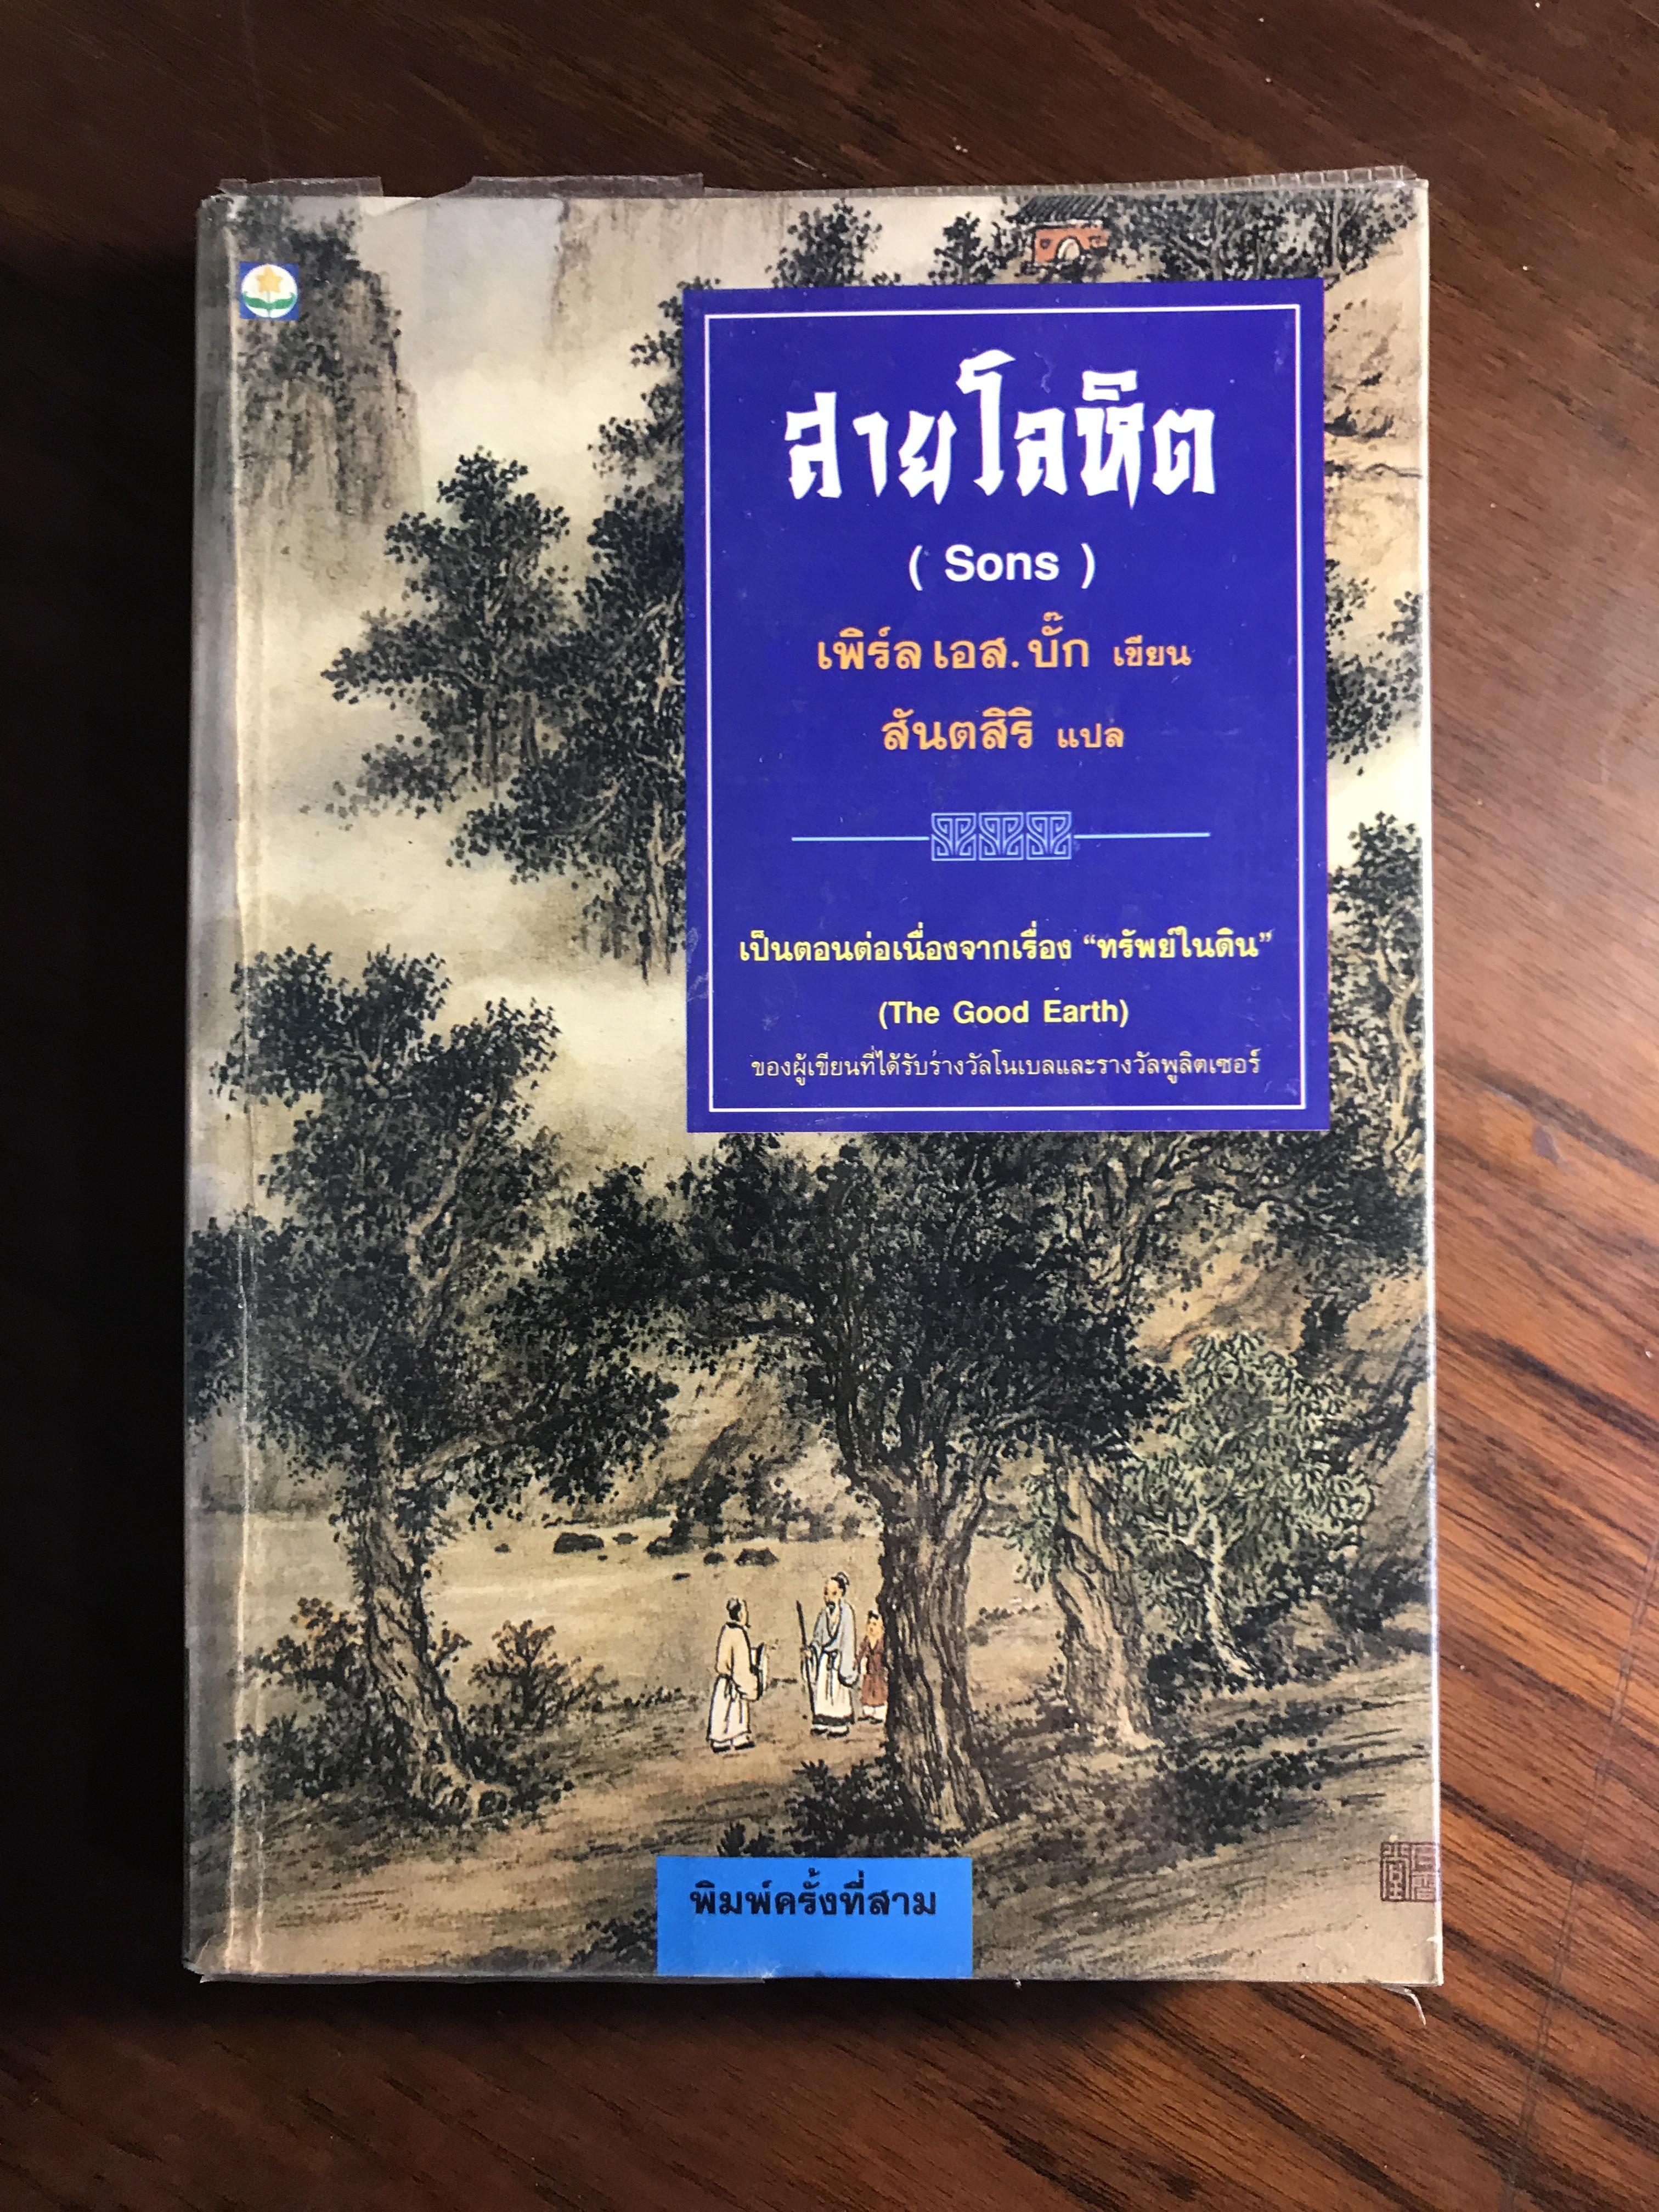 สายโลหิต
( Sons )
เพิร์ล เอส. บั๊ก เขียน
สันตสิริ แปล
เป็นตอนต่อเนื่องจากเรื่อง “ทรัพย์ในดิน”
(The Good Earth)
ของผู้เขียนที่ได้รับรางวัลโนเบลและรางวัลพูลิตเซอร์
พิมพ์ครั้งที่สาม